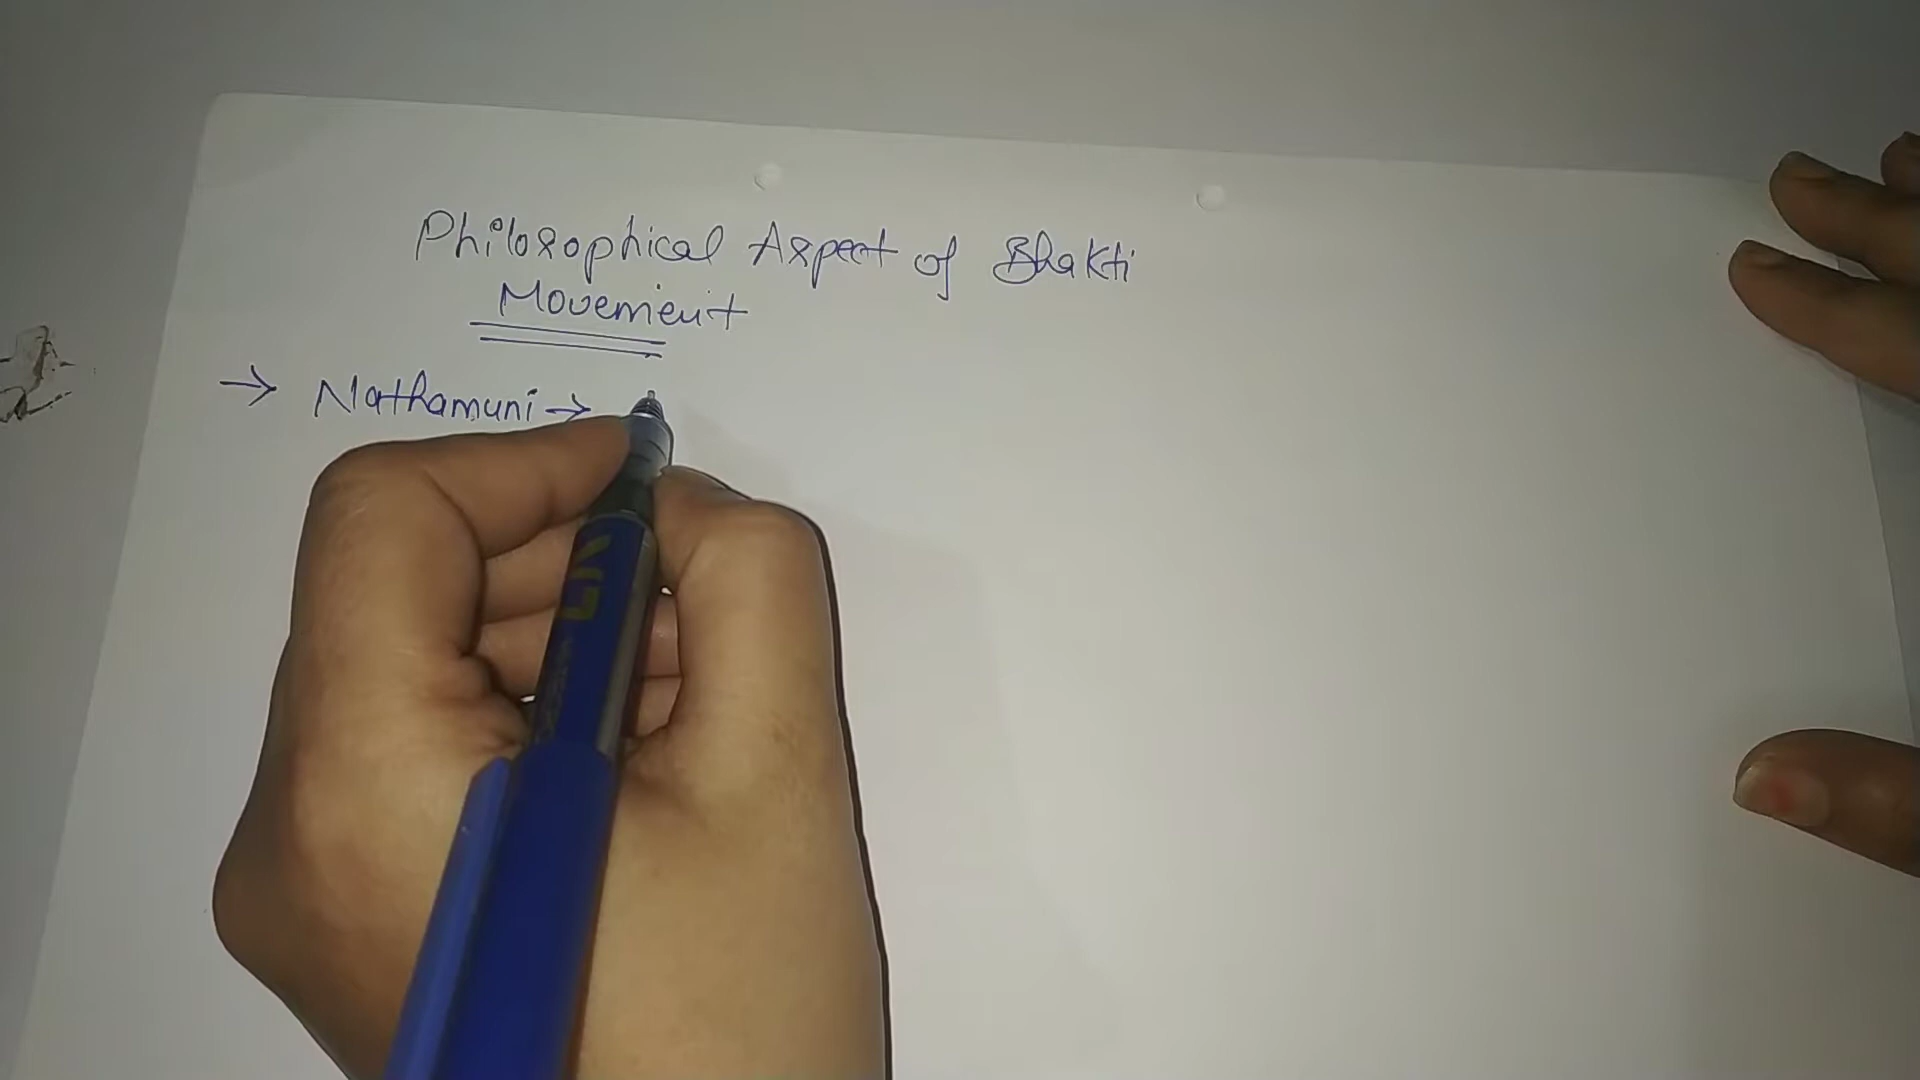 Philosophical Aspect of Bhakti
Movement
→ Nathamuni →